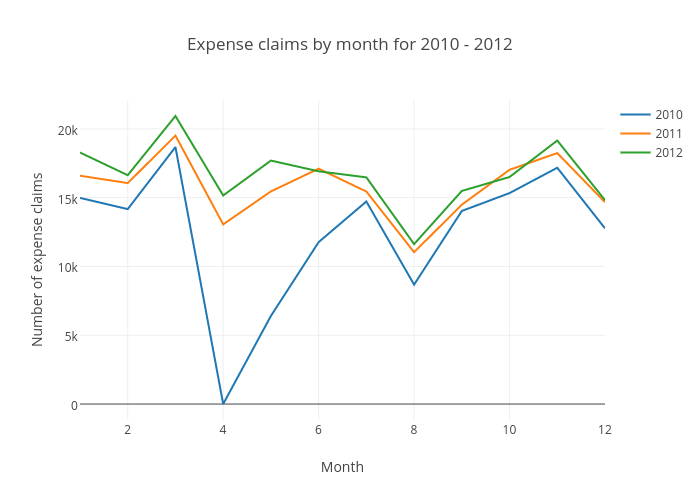 Expense claims by month for 2010 - 2012
2010
2011
2012
Number of expense claims
20k
15k
10k
5k
0
2
4
6
8
10
12
Month